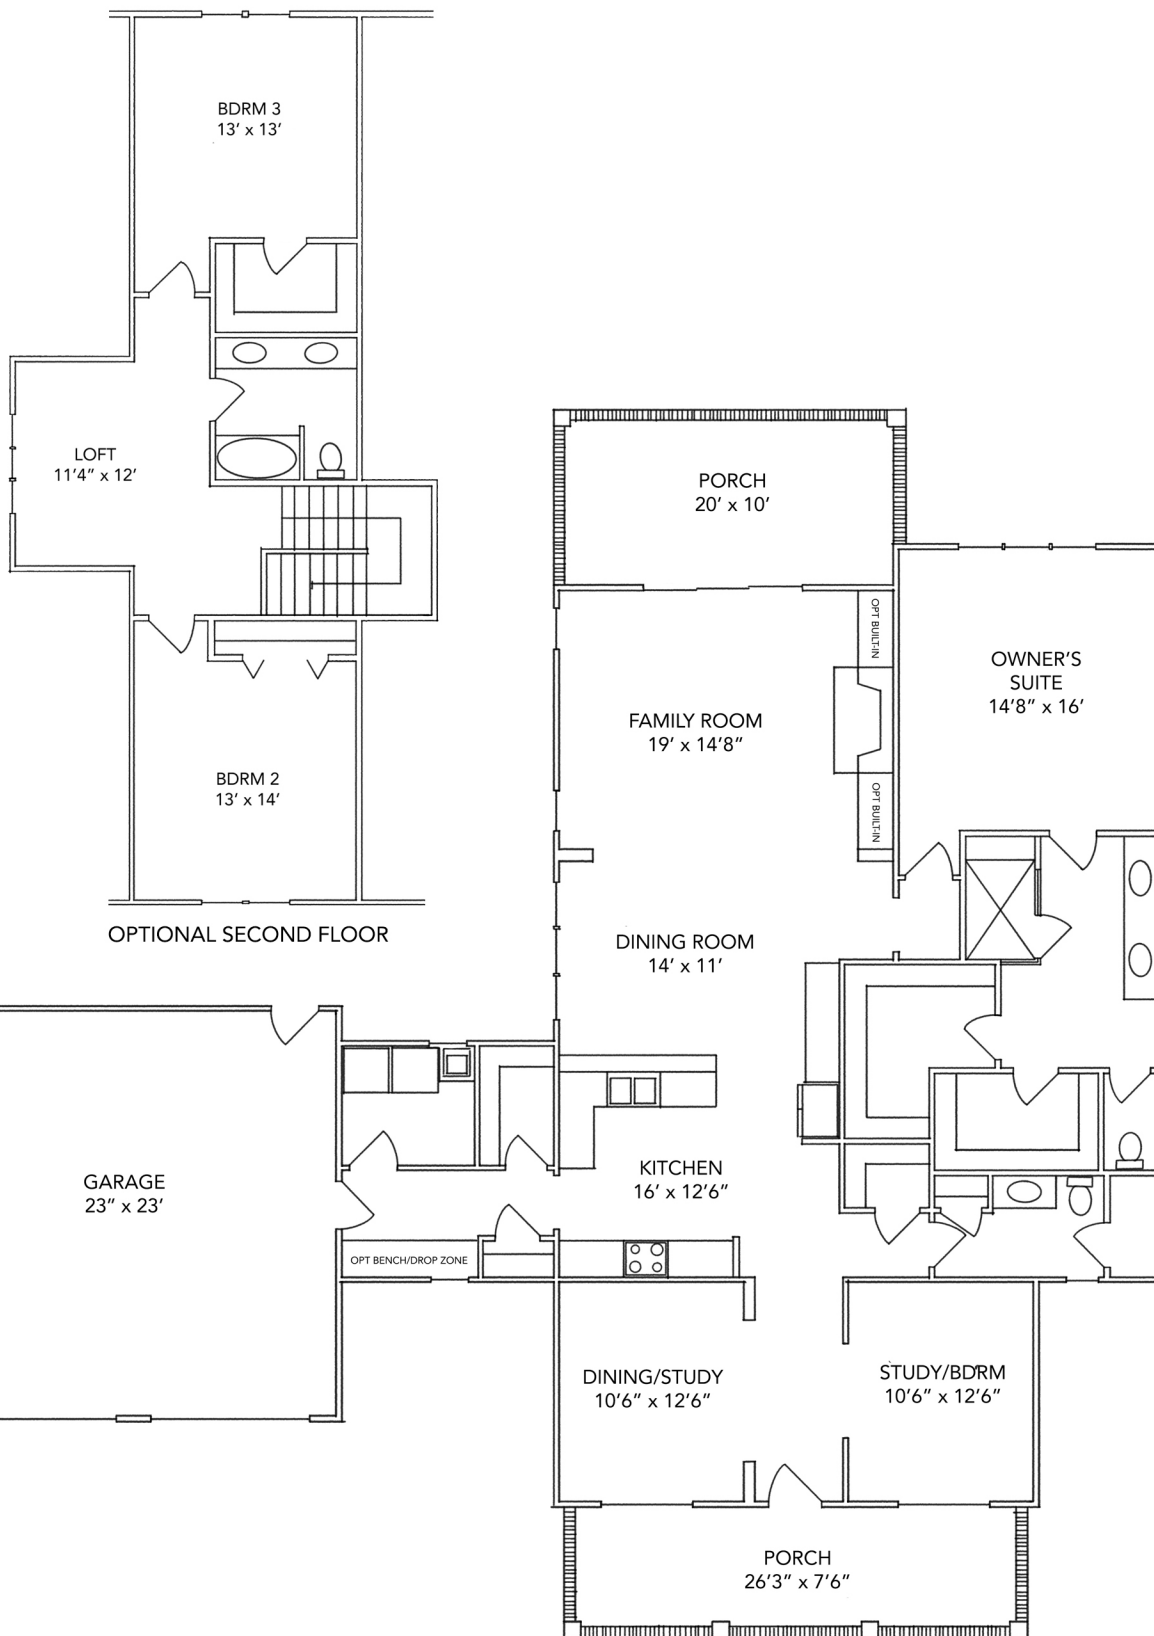 BDRM 3
13’ x 13’
LOFT
11’4” x 12’
BDRM 2
13’ x 14’
OPTIONAL SECOND FLOOR
PORCH
20’ x 10’
OPT BUILT-IN
OWNER’S
SUITE
14’8” x 16’
FAMILY ROOM
19’ x 14’8”
OPT BUILT-IN
DINING ROOM
14’ x 11’
GARAGE
23” x 23’
KITCHEN
16’ x 12’6”
OPT BENCH/DROP ZONE
DINING/STUDY
10’6” x 12’6”
STUDY/BDRM
10’6” x 12’6”
PORCH
26’3” x 7’6”